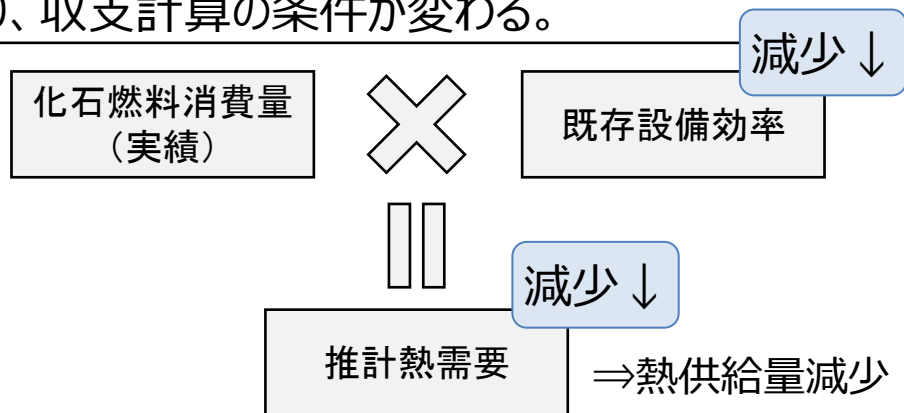 、収支計算の条件が変わる。
減少↓
化石燃料消費量
（実績）
既存設備効率
減少↓
推計熱需要
⇒熱供給量減少